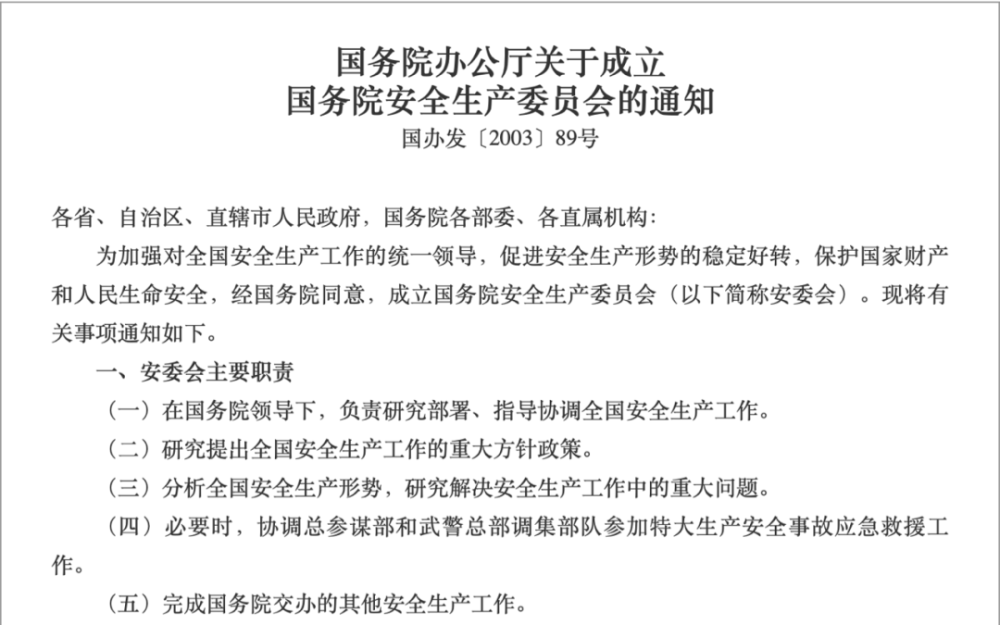 国务院办公厅关于成立
国务院安全生产委员会的通知
国办发〔2003〕89号
各省、自治区、直辖市人民政府，国务院各部委、各直属机构：
为加强对全国安全生产工作的统一领导，促进安全生产形势的稳定好转，保护国家财产
和人民生命安全，经国务院同意，成立国务院安全生产委员会（以下简称安委会）。现将有
关事项通知如下。
一、安委会主要职责
（一）在国务院领导下，负责研究部署、指导协调全国安全生产工作。
（二）研究提出全国安全生产工作的重大方针政策。
（三）分析全国安全生产形势，研究解决安全生产工作中的重大问题。
（四）必要时，协调总参谋部和武警总部调集部队参加特大生产安全事故应急救援工
作。
（五）完成国务院交办的其他安全生产工作。